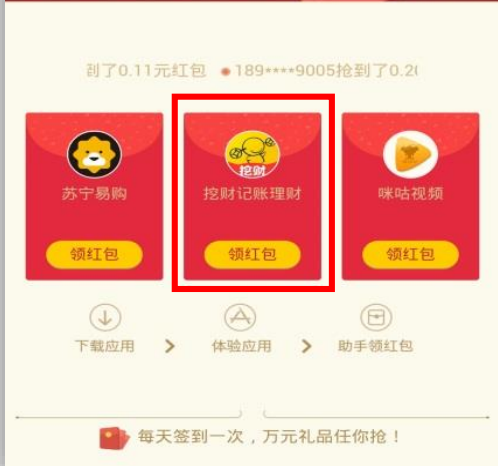 到了0.11元红包 189****9005抢到了0.20
苏宁易购 挖财 挖财记账理财 咪咕视频
领红包 领红包 领红包
下载应用 > 体验应用 > 助手领红包
每天签到一次，万元礼品任你抢！